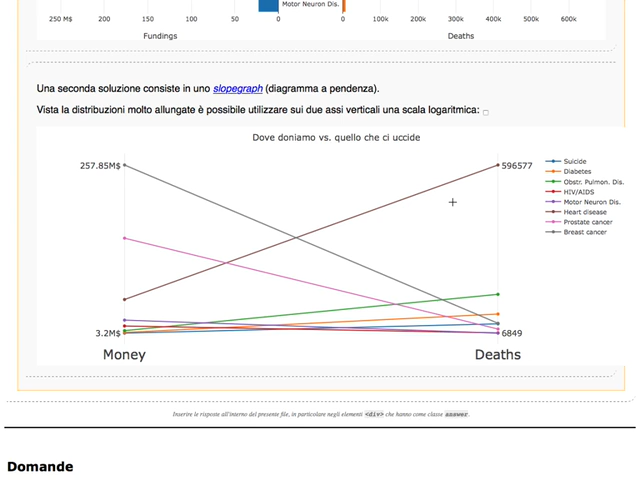 Motor Neuron Dis.
250 M$ 200 150 100 50 0 0 100k 200k 300k 400k 500k 600k
Fundings Deaths
Una seconda soluzione consiste in uno slopegraph (diagramma a pendenza).
Vista la distribuzioni molto allungate è possibile utilizzare sui due assi verticali una scala logaritmica:
Dove doniamo vs. quello che ci uccide
257.85M$ 596577
Suicide
Diabetes
Obstr. Pulmon. Dis.
HIV/AIDS
Motor Neuron Dis.
Heart disease
Prostate cancer
Breast cancer
3.2M$ 6849
Money Deaths
Inserire le risposte all'interno del presente file, in particolare negli elementi <div> che hanno come classe answer.
Domande